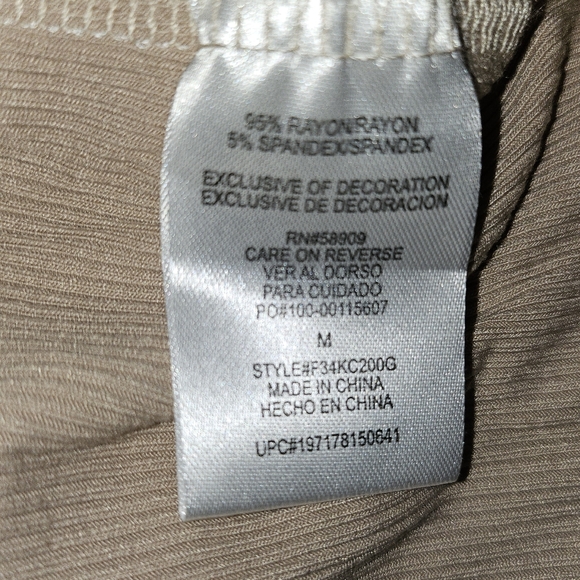 95% RAYON/RAYON
5% SPANDEX/SPANDEX
EXCLUSIVE OF DECORATION
EXCLUSIVE DE DECORACION
RN#58909
CARE ON REVERSE
VER AL DORSO
PARA CUIDADO
PO#100-00115607
M
STYLE#F34KC200G
MADE IN CHINA
HECHO EN CHINA
UPC#197178150641